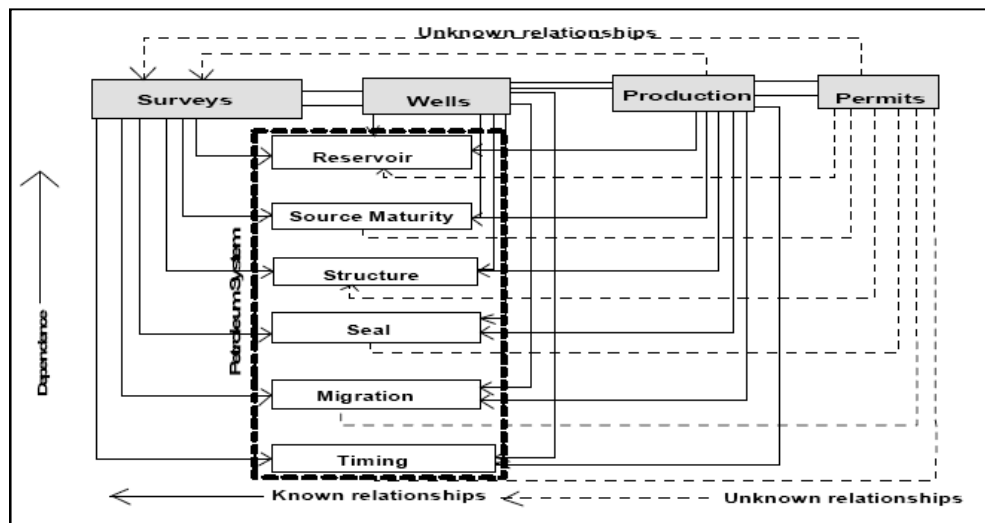 Unknown relationships
Surveys
Wells
Production
Permits
Reservoir
Source Maturity
Structure
Seal
Migration
Timing
Petroleum System
Dependence
Known relationships
Unknown relationships